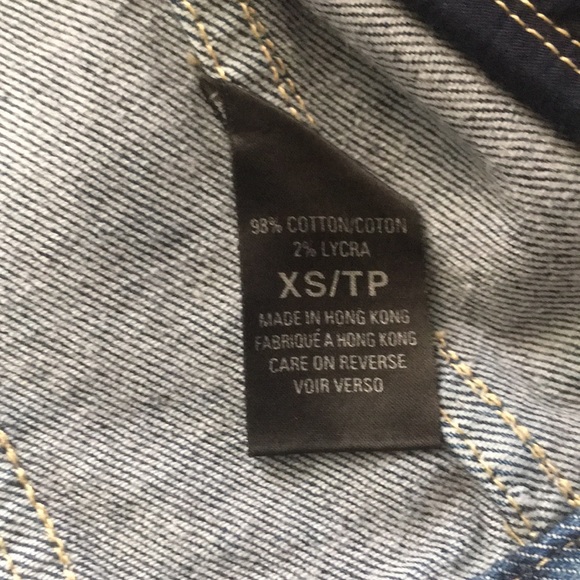 98% COTTON/COTON
2% LYCRA
XS/TP
MADE IN HONG KONG
FABRIQUÉ A HONG KONG
CARE ON REVERSE
VOIR VERSO